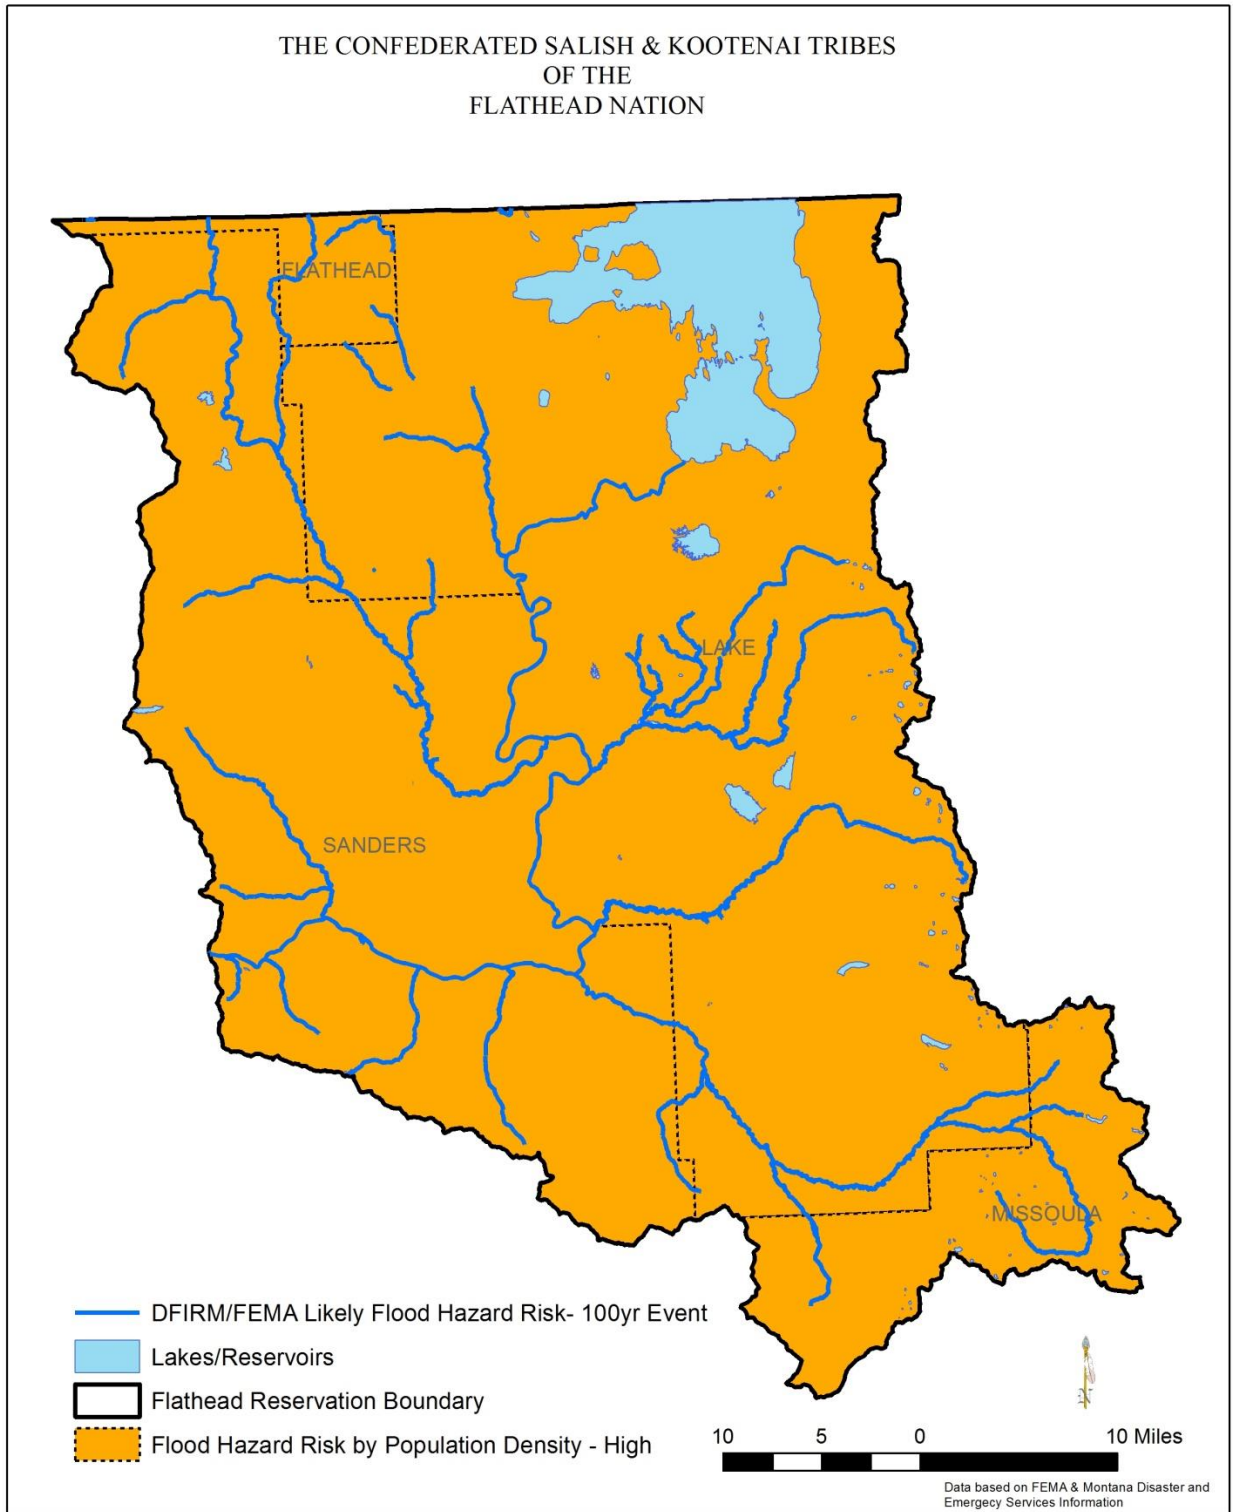 THE CONFEDERATED SALISH & KOOTENAI TRIBES
OF THE
FLATHEAD NATION
FLATHEAD
LAKE
SANDERS
MISSOULA
DFIRM/FEMA Likely Flood Hazard Risk- 100yr Event
Lakes/Reservoirs
Flathead Reservation Boundary
Flood Hazard Risk by Population Density - High
10 5 0 10 Miles
Data based on FEMA & Montana Disaster and
Emergecy Services Information